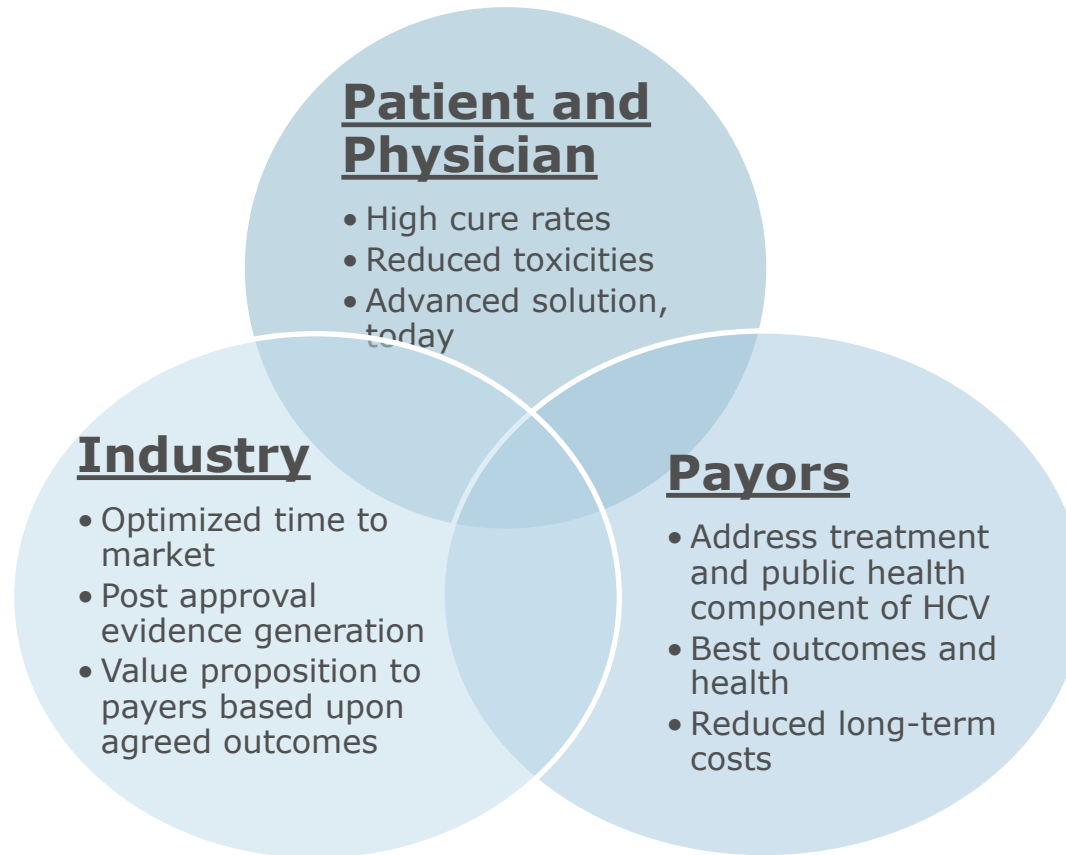 Patient and
Physician
• High cure rates
• Reduced toxicities
• Advanced solution,
today
Industry
• Optimized time to
market
• Post approval
evidence generation
• Value proposition to
payers based upon
agreed outcomes
Payors
• Address treatment
and public health
component of HCV
• Best outcomes and
health
• Reduced long-term
costs